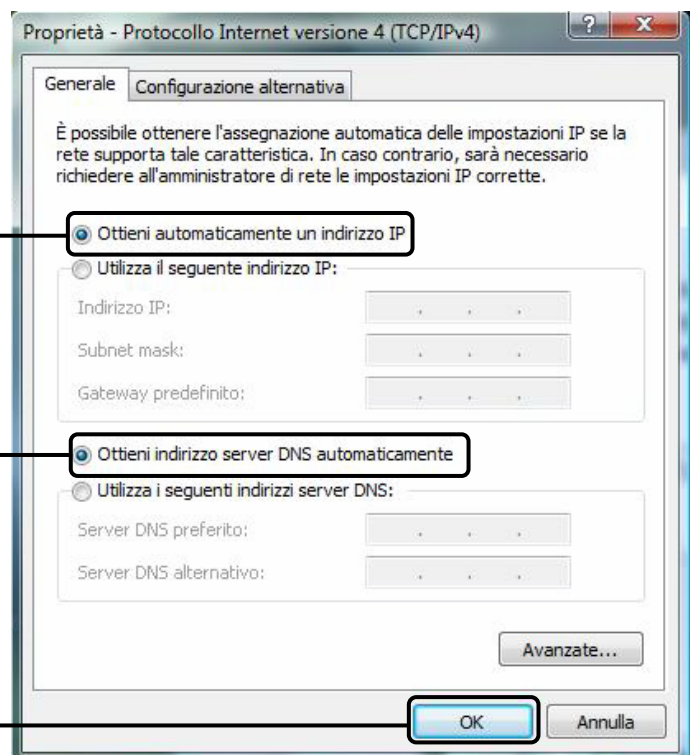 Proprietà - Protocollo Internet versione 4 (TCP/IPv4)
Generale
Configurazione alternativa
È possibile ottenere l'assegnazione automatica delle impostazioni IP se la
rete supporta tale caratteristica. In caso contrario, sarà necessario
richiedere all'amministratore di rete le impostazioni IP corrette.
Ottieni automaticamente un indirizzo IP
Utilizza il seguente indirizzo IP:
Indirizzo IP:
Subnet mask:
Gateway predefinito:
Ottieni indirizzo server DNS automaticamente
Utilizza i seguenti indirizzi server DNS:
Server DNS preferito:
Server DNS alternativo:
Avanzate...
OK
Annulla